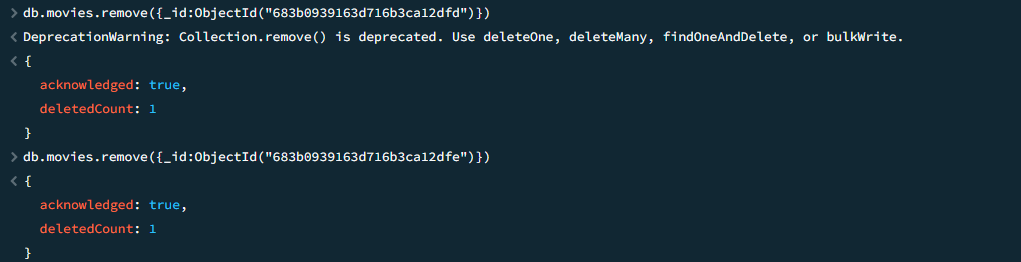 > db.movies.remove({_id:ObjectId("683b0939163d716b3ca12dfd")})
< DeprecationWarning: Collection.remove() is deprecated. Use deleteOne, deleteMany, findOneAndDelete, or bulkWrite.
< {
acknowledged: true,
deletedCount: 1
}
> db.movies.remove({_id:ObjectId("683b0939163d716b3ca12dfe")})
< {
acknowledged: true,
deletedCount: 1
}